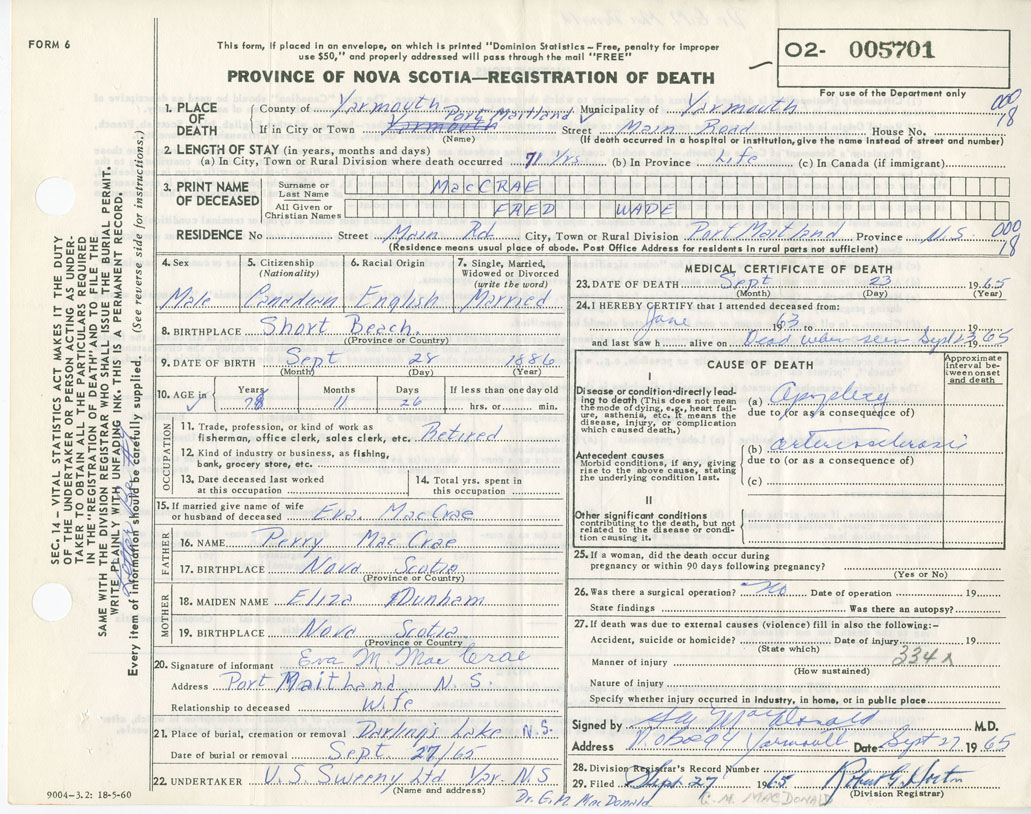 FORM 6
This form, if placed in an envelope, on which is printed "Dominion Statistics – Free, penalty for improper
use $50," and properly addressed will pass through the mail "FREE"
PROVINCE OF NOVA SCOTIA—REGISTRATION OF DEATH
O2- 005701
For use of the Department only
000
18
1. PLACE OF DEATH
County of Yarmouth Municipality of Yarmouth
If in City or Town Yarmouth Port Maitland Street Main Road House No.
(Name) (If death occurred in a hospital or institution, give the name instead of street and number)
2. LENGTH OF STAY (in years, months and days)
(a) In City, Town or Rural Division where death occurred 71 yrs. (b) In Province Life (c) In Canada (if immigrant)
3. PRINT NAME OF DECEASED
Surname or Last Name MacCRAE
All Given or Christian Names FRED WADE
RESIDENCE No Street Main Rd. City, Town or Rural Division Port Maitland Province N.S.
000
18
(Residence means usual place of abode. Post Office Address for residents in rural parts not sufficient)
4. Sex
Male
5. Citizenship
(Nationality)
Canadian
6. Racial Origin
English
7. Single, Married, Widowed or Divorced
(write the word)
Married
8. BIRTHPLACE Short Beach.
(Province or Country)
9. DATE OF BIRTH Sept 28 1886
(Month) (Day) (Year)
10. AGE in
Years 78
Months 11
Days 26
If less than one day old
hrs. or min.
OCCUPATION
11. Trade, profession, or kind of work as
fisherman, office clerk, sales clerk, etc. Retired
12. Kind of industry or business, as fishing,
bank, grocery store, etc.
13. Date deceased last worked
at this occupation
14. Total yrs. spent in
this occupation
15. If married give name of wife
or husband of deceased Eva. MacCrae
FATHER
16. NAME Perry Mac Crae
17. BIRTHPLACE Nova Scotia
(Province or Country)
MOTHER
18. MAIDEN NAME Eliza Dunham
19. BIRTHPLACE Nova Scotia
(Province or Country)
20. Signature of informant Eva M. Mac Crae
Address Port Maitland N. S.
Relationship to deceased Wife
21. Place of burial, cremation or removal Darling's Lake N.S.
Date of burial or removal Sept. 27/65
22. UNDERTAKER V. S. Sweeny Ltd Yar. N.S
(Name and address)
9004-3.2: 18-5-60
MEDICAL CERTIFICATE OF DEATH
23. DATE OF DEATH Sept 23 1965
(Month) (Day) (Year)
24. I HEREBY CERTIFY that I attended deceased from:
June 1963 to
and last saw h alive on Dead when seen Sept 23, 1965
CAUSE OF DEATH
Approximate interval between onset and death
I
Disease or condition directly leading to death (This does not mean the mode of dying, e.g., heart failure, asthenia, etc. It means the disease, injury, or complication which caused death.)
(a) Apoplexy
due to (or as a consequence of)
Antecedent causes
Morbid conditions, if any, giving rise to the above cause, stating the underlying condition last.
(b) arteriosclerosi
due to (or as a consequence of)
(c)
II
Other significant conditions
contributing to the death, but not related to the disease or condition causing it.
25. If a woman, did the death occur during
pregnancy or within 90 days following pregnancy?
(Yes or No)
26. Was there a surgical operation? No Date of operation 19
State findings Was there an autopsy?
27. If death was due to external causes (violence) fill in also the following:-
Accident, suicide or homicide? Date of injury 19
(State which)
334x
Manner of injury
(How sustained)
Nature of injury
Specify whether injury occurred in industry, in home, or in public place
Signed by MacDonald M.D.
Address Yarmouth Date Sept 27 1965
28. Division Registrar's Record Number
29. Filed Sept 27 1965 Robert G. Horton
(Division Registrar)
Dr. G. M. MacDonald
G. M. MACDONALD
SEC. 14 – VITAL STATISTICS ACT MAKES IT THE DUTY
OF THE UNDERTAKER OR PERSON ACTING AS UNDERTAKER
TO OBTAIN ALL THE PARTICULARS REQUIRED
IN THE "REGISTRATION OF DEATH" AND TO FILE THE
SAME WITH THE DIVISION REGISTRAR WHO SHALL ISSUE THE BURIAL PERMIT.
WRITE PLAINLY WITH UNFADING INK. THIS IS A PERMANENT RECORD.
Every item of information should be carefully supplied. (See reverse side for instructions.)